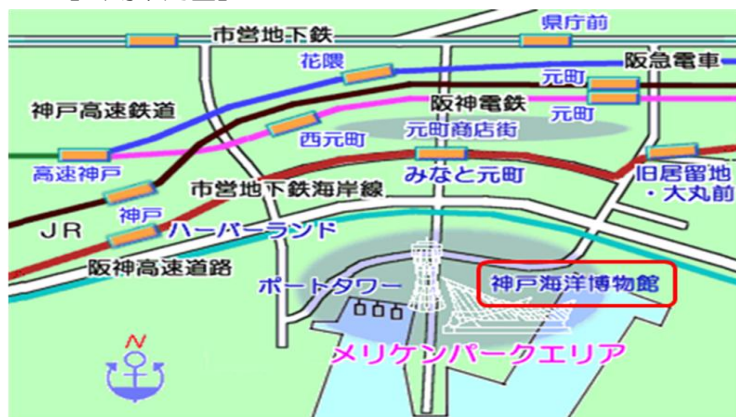 市営地下鉄
県庁前
花隈
阪急電車
元町
神戸高速鉄道
阪神電鉄
元町
西元町
元町商店街
高速神戸
みなと元町
旧居留地
・大丸前
市営地下鉄海岸線
神戸
JR
ハーバーランド
阪神高速道路
ポートタワー
神戸海洋博物館
メリケンパークエリア
N